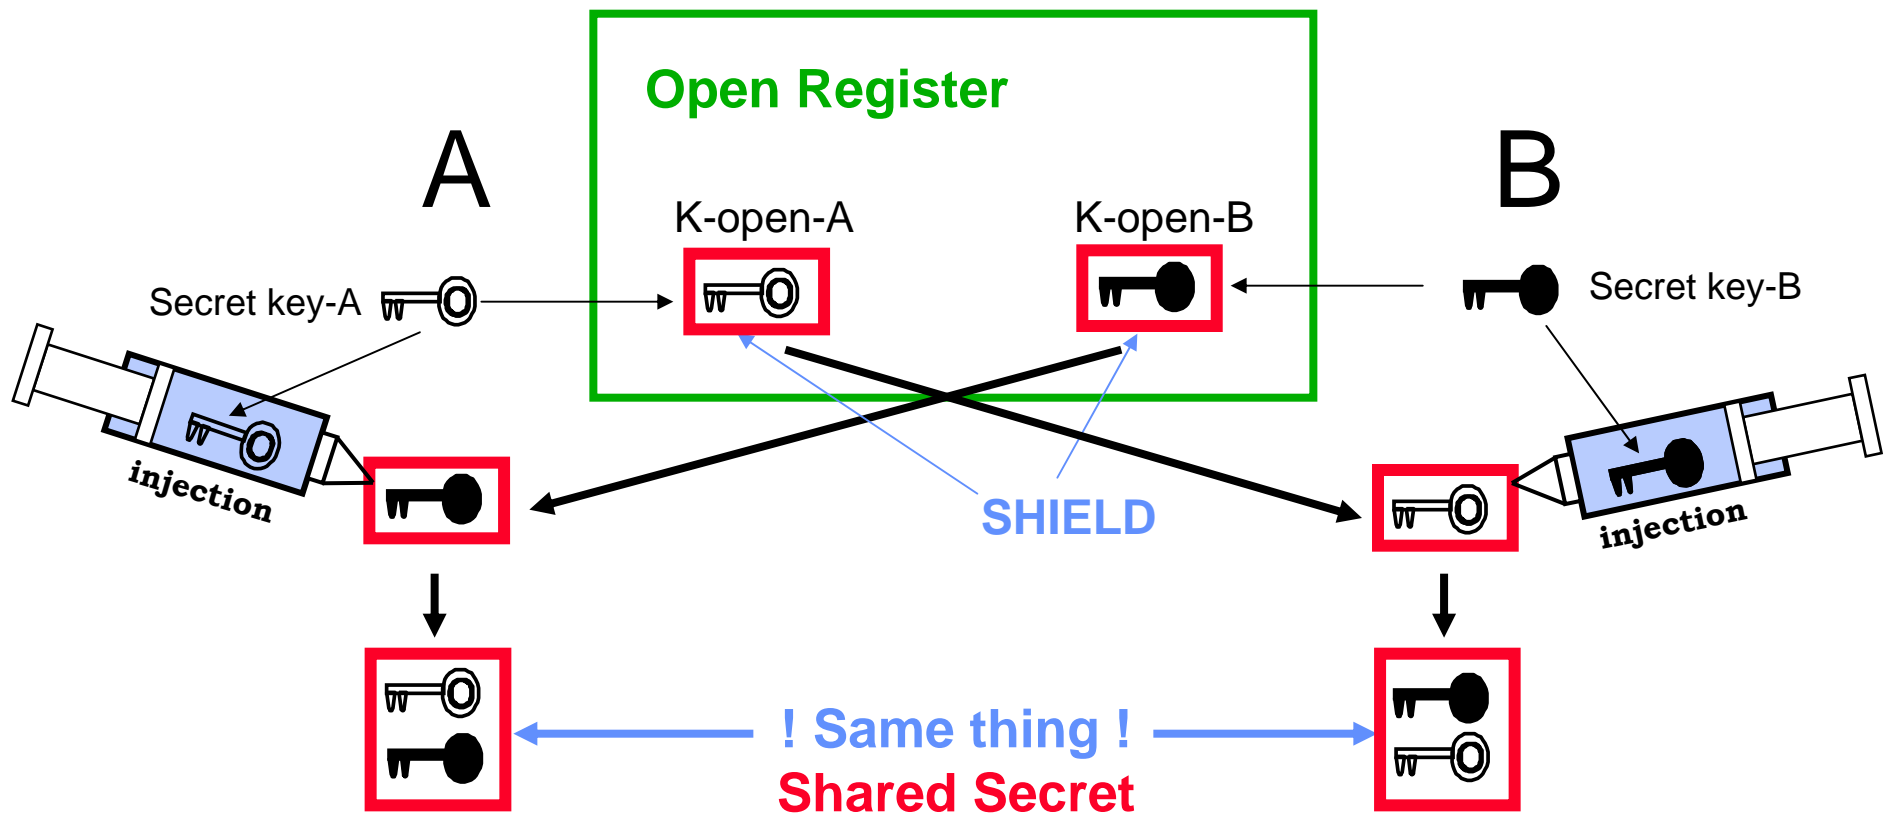 Open Register
A
B
K-open-A
K-open-B
Secret key-A
Secret key-B
injection
SHIELD
injection
! Same thing !
Shared Secret